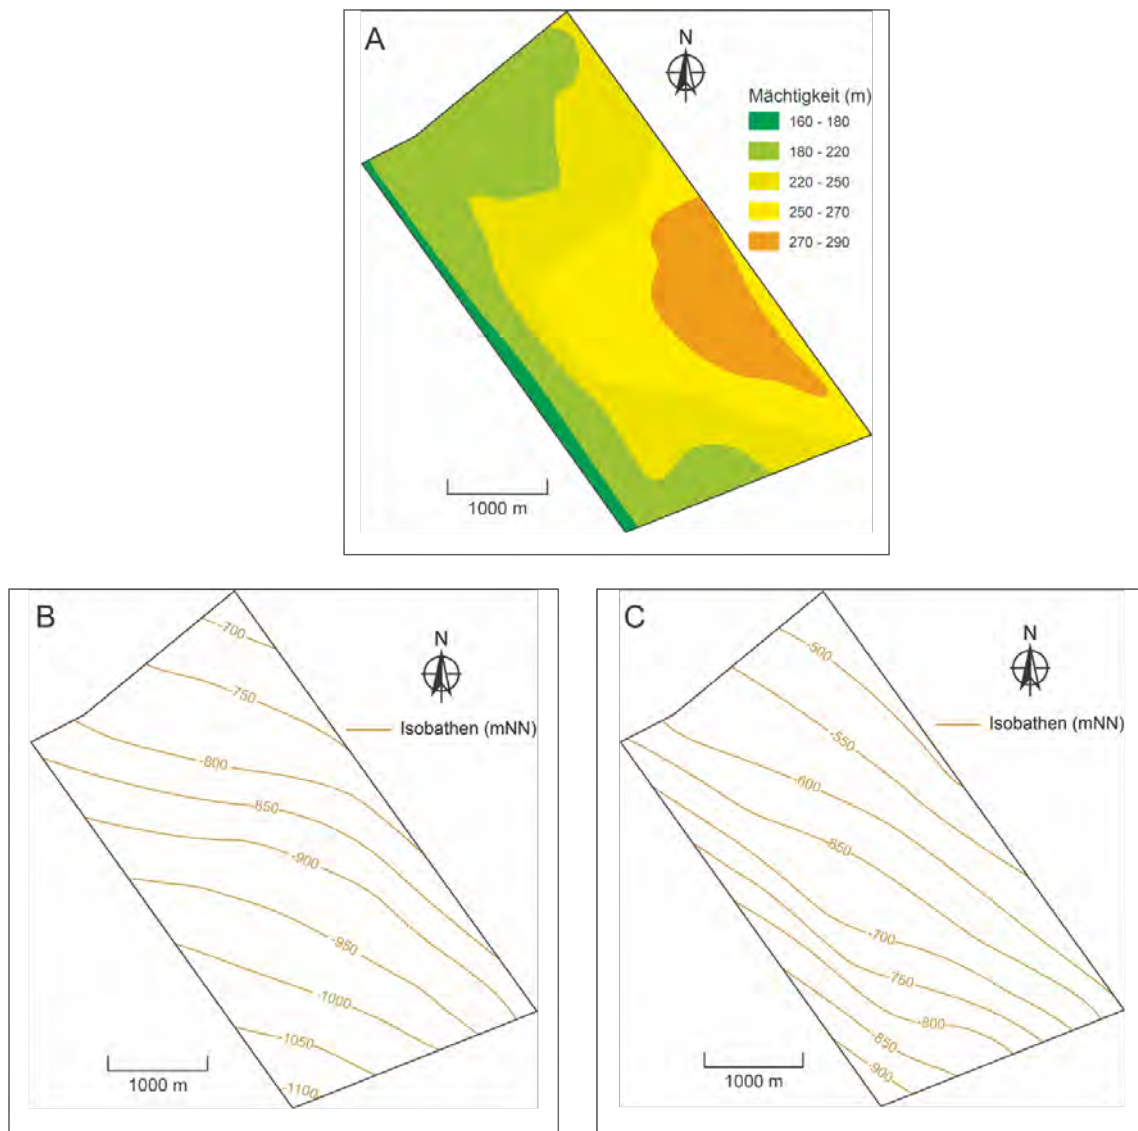 A
N
Mächtigkeit (m)
160 - 180
180 - 220
220 - 250
250 - 270
270 - 290
1000 m
B
N
Isobathen (mNN)
-700
-750
-800
-850
-900
-950
-1000
-1050
-1100
1000 m
C
N
Isobathen (mNN)
-500
-550
-600
-650
-700
-750
-800
-850
-900
1000 m